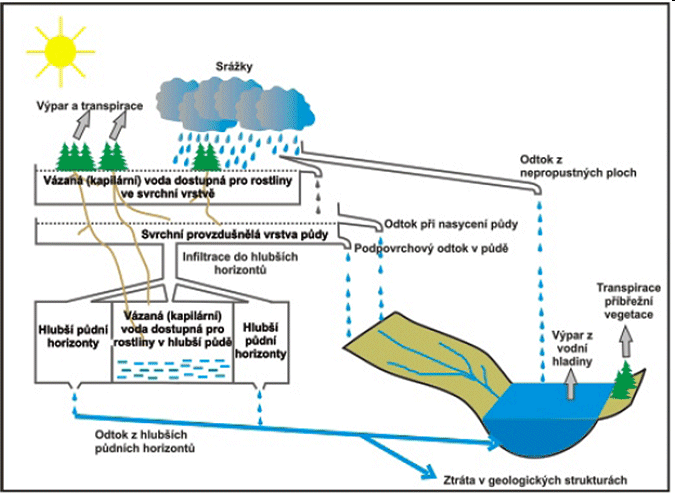 Srážky
Výpar a transpirace
Odtok z
nepropustných ploch
Vázaná (kapilární) voda dostupná pro rostliny
ve svrchní vrstvě
Odtok při nasycení půdy
Svrchní provzdušnělá vrstva půdy
Podpovrchový odtok v půdě
Infiltrace do hlubších
horizontů
Transpirace
příbřežní
vegetace
Hlubší půdní
horizonty
Vázaná (kapilární)
voda dostupná pro
rostliny v hlubší půdě
Hlubší
půdní
horizonty
Výpar z
vodní
hladiny
Odtok z hlubších
půdních horizontů
Ztráta v geologických strukturách